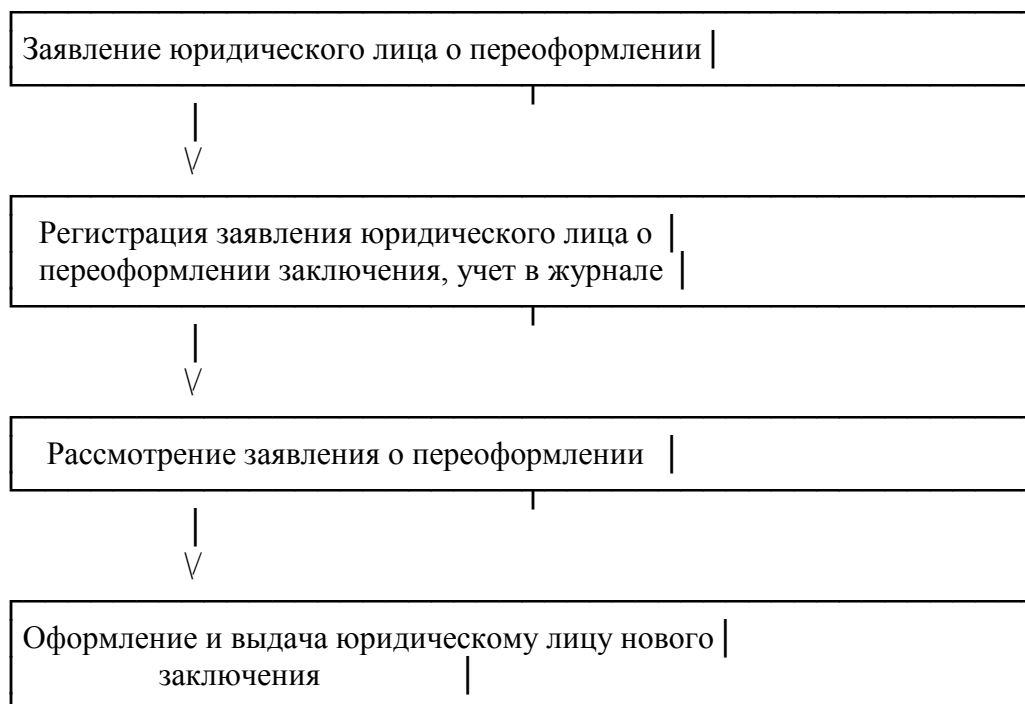 Заявление юридического лица о переоформлении
Регистрация заявления юридического лица о
переоформлении заключения, учет в журнале
Рассмотрение заявления о переоформлении
Оформление и выдача юридическому лицу нового
заключения